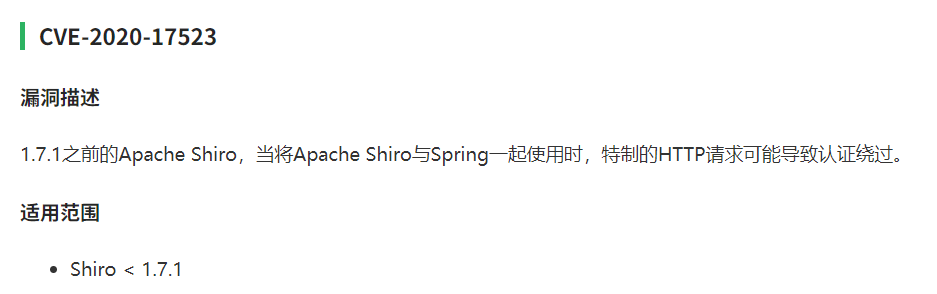 CVE-2020-17523
漏洞描述
1.7.1之前的Apache Shiro，当将Apache Shiro与Spring一起使用时，特制的HTTP请求可能导致认证绕过。
适用范围
• Shiro < 1.7.1